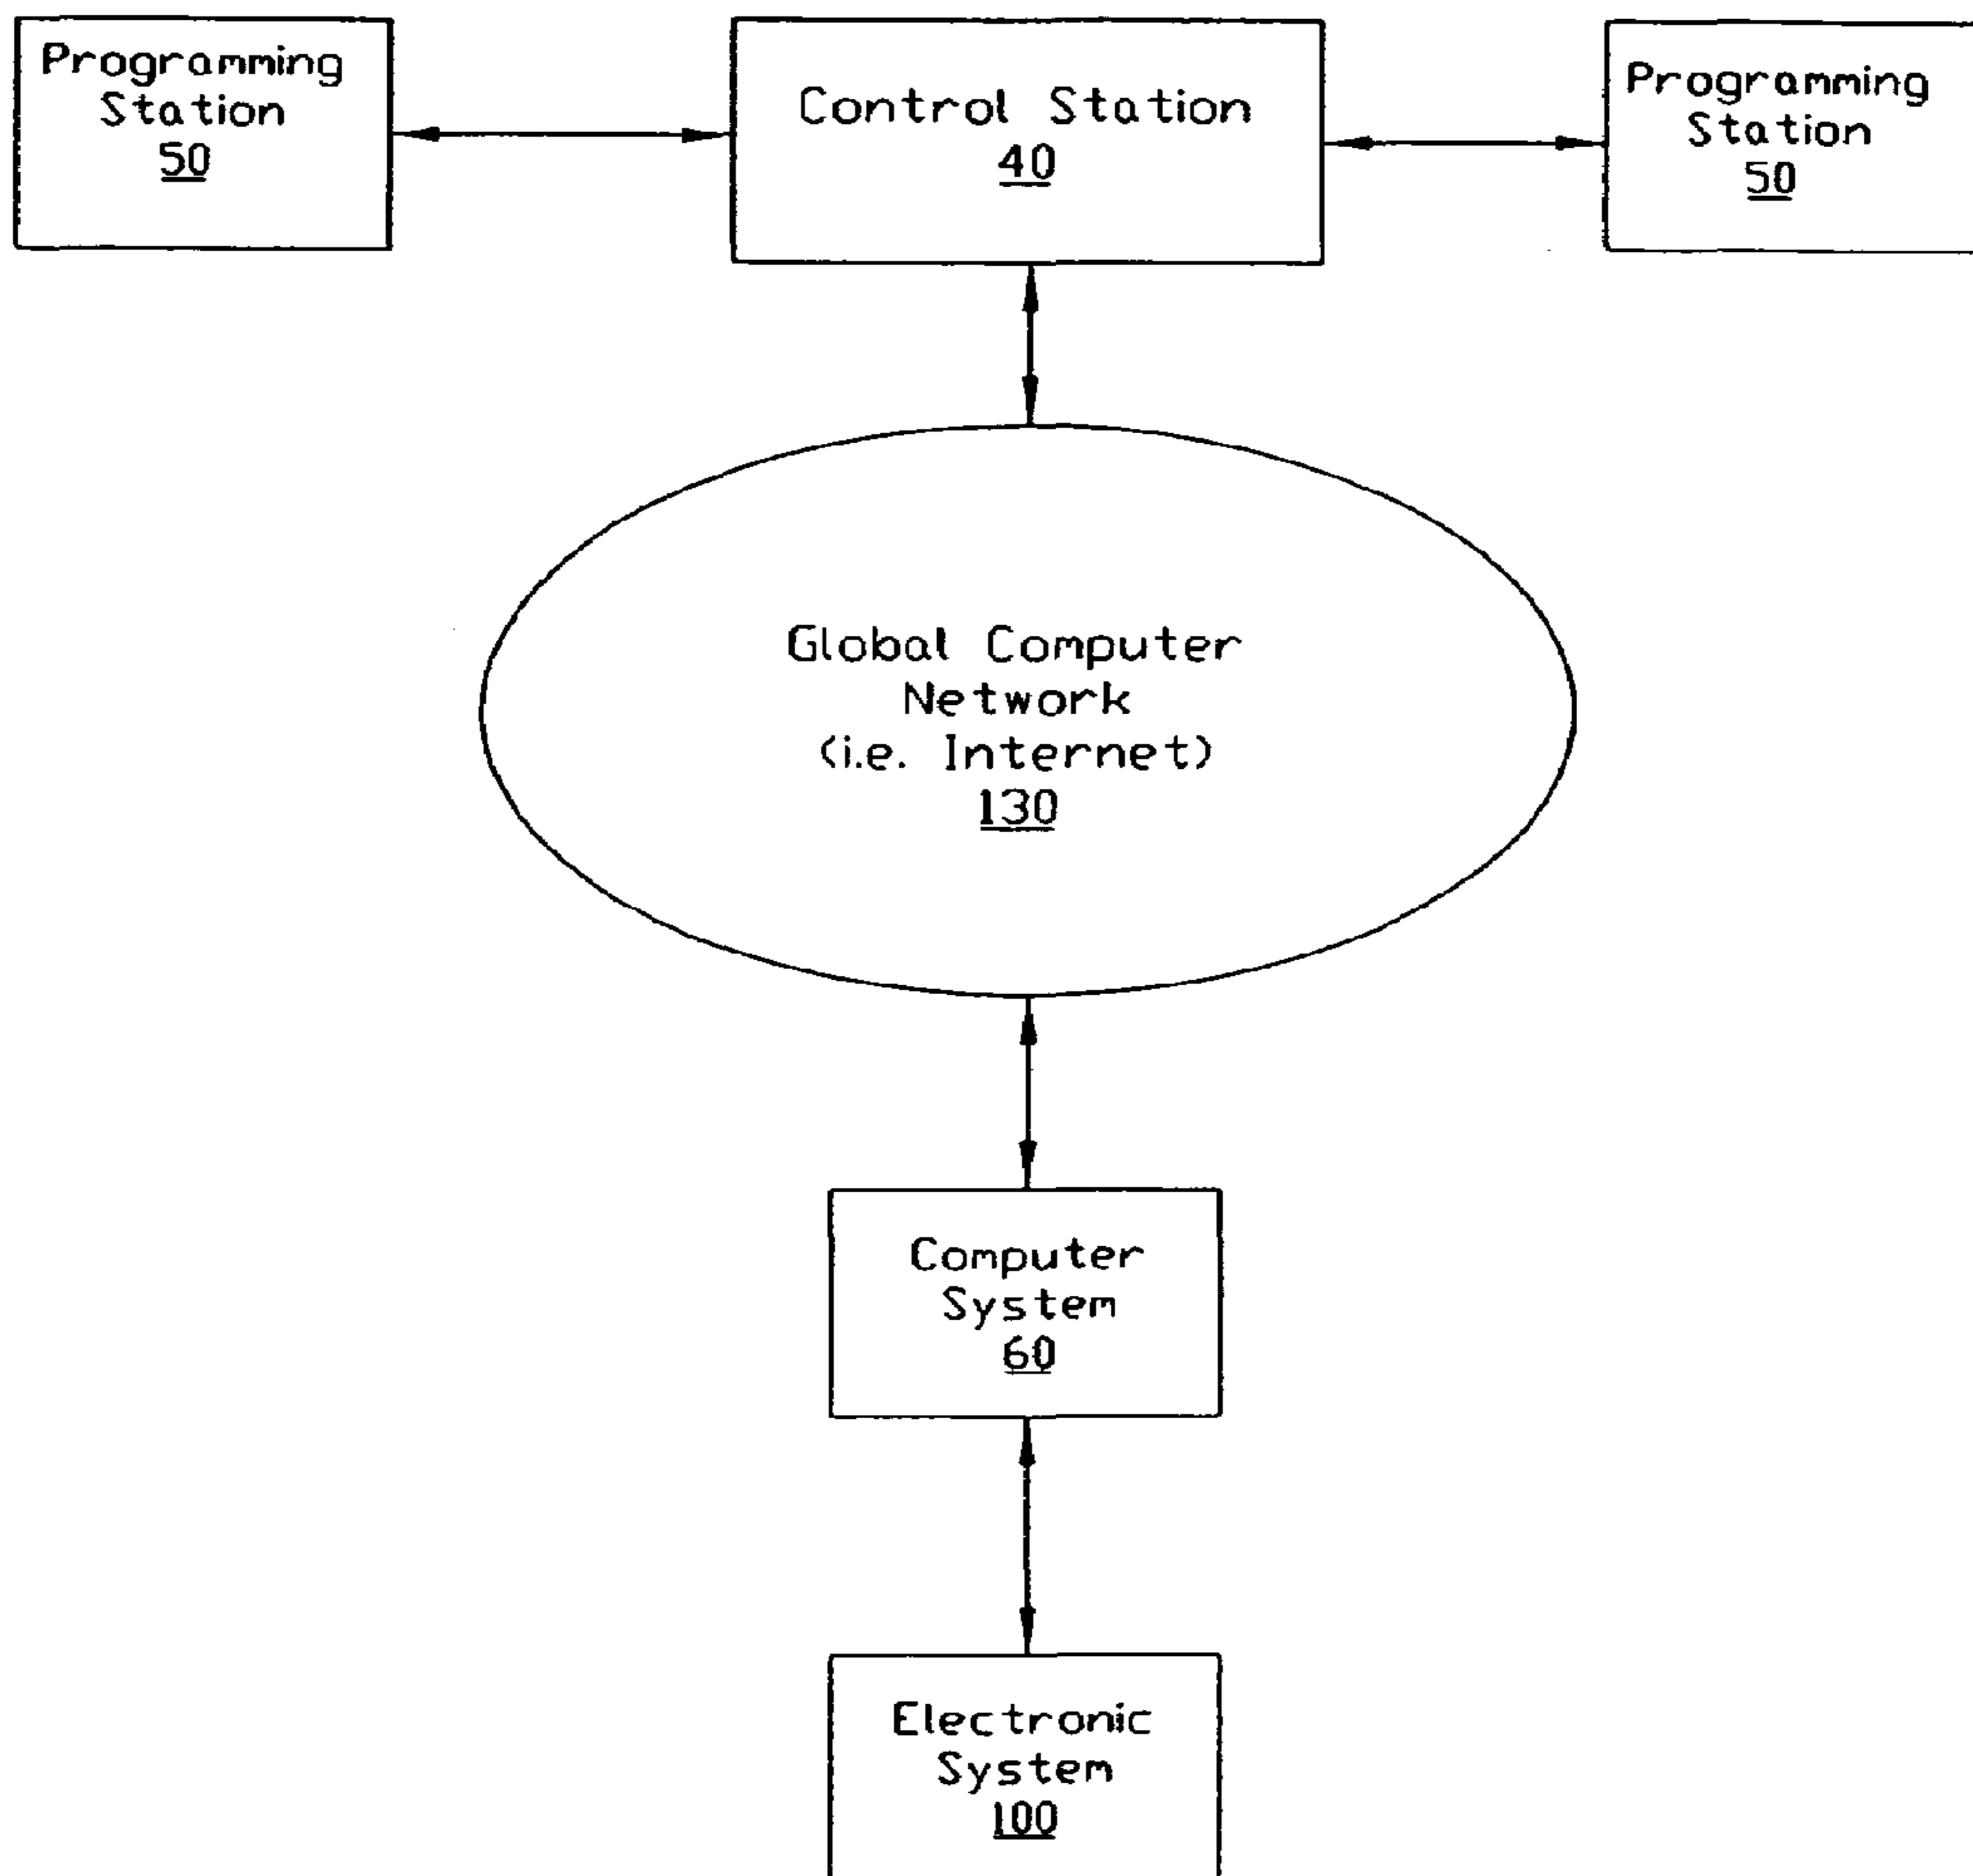 Programming
Station
50
Control Station
40
Programming
Station
50
Global Computer
Network
(i.e. Internet)
130
Computer
System
60
Electronic
System
100